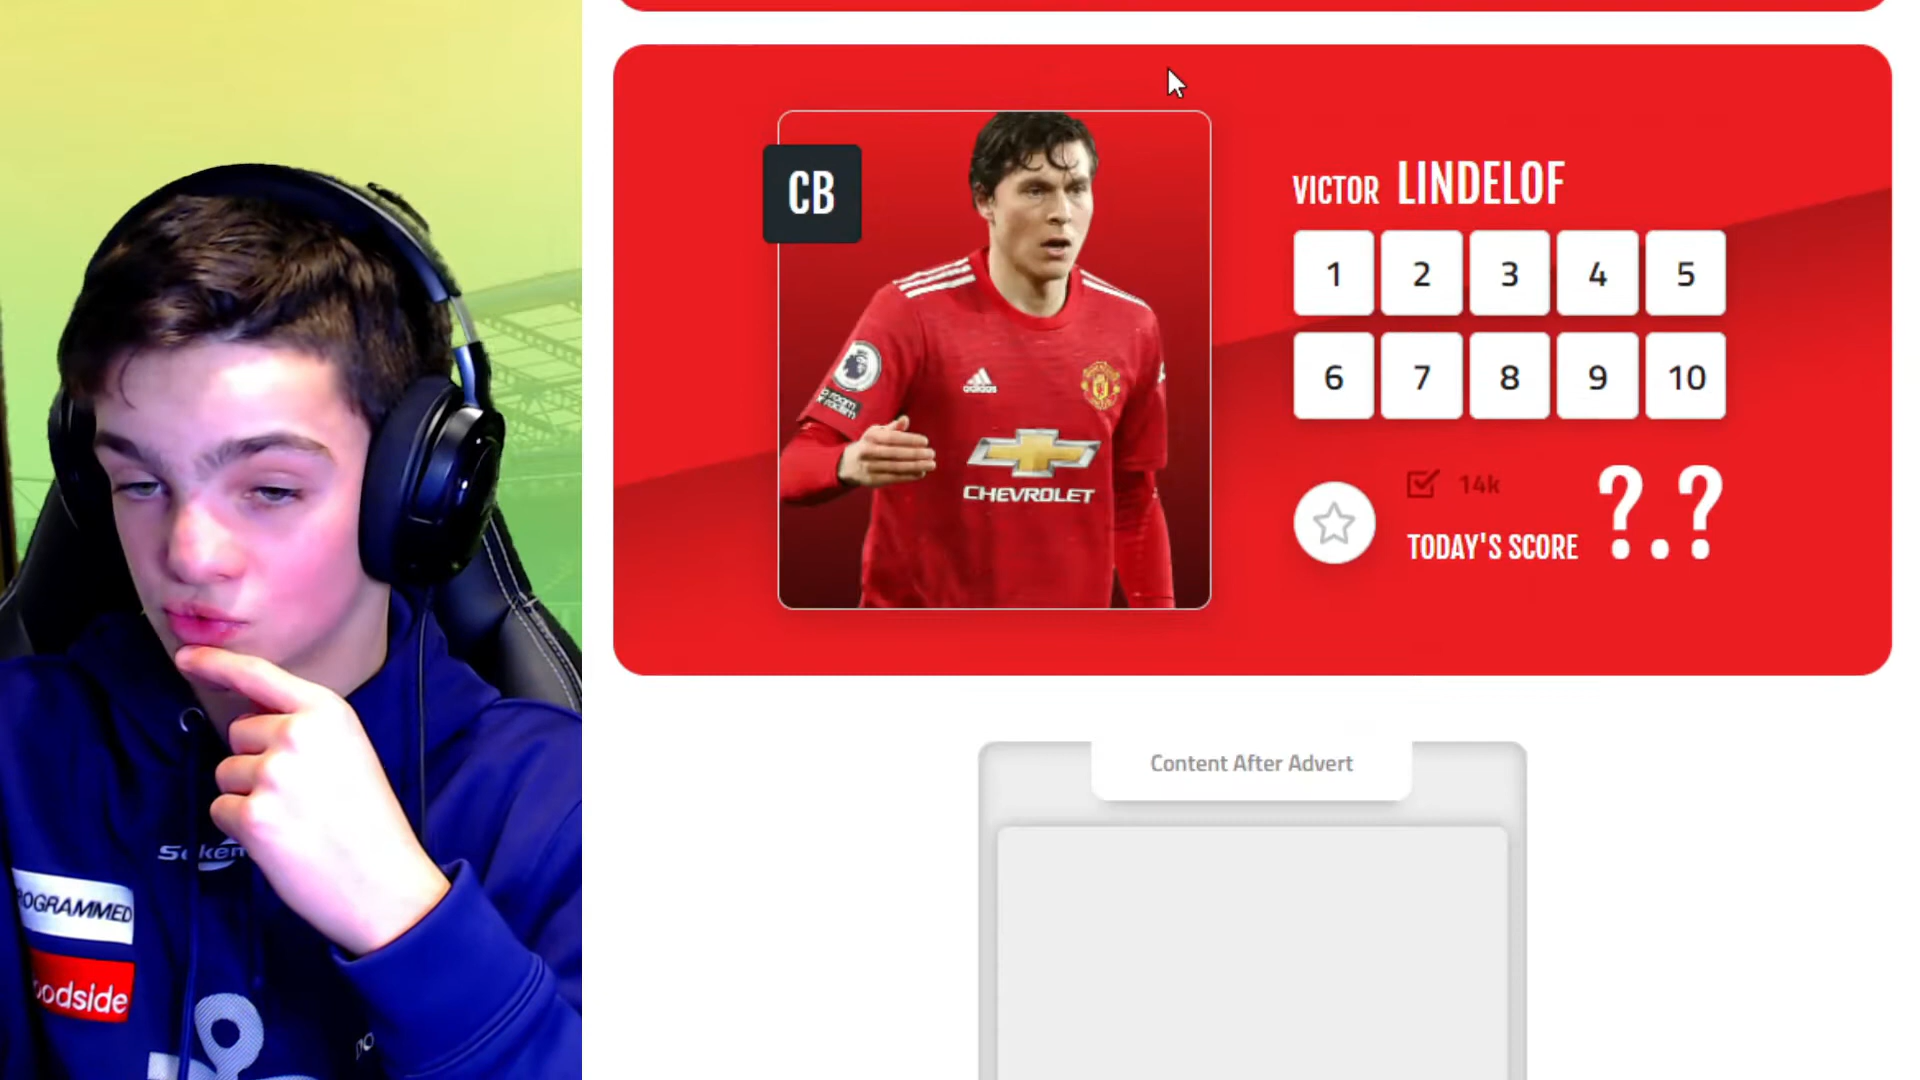 CB
VICTOR LINDELOF
1 2 3 4 5
6 7 8 9 10
14k
TODAY'S SCORE ?.?
adidas
CHEVROLET
Content After Advert